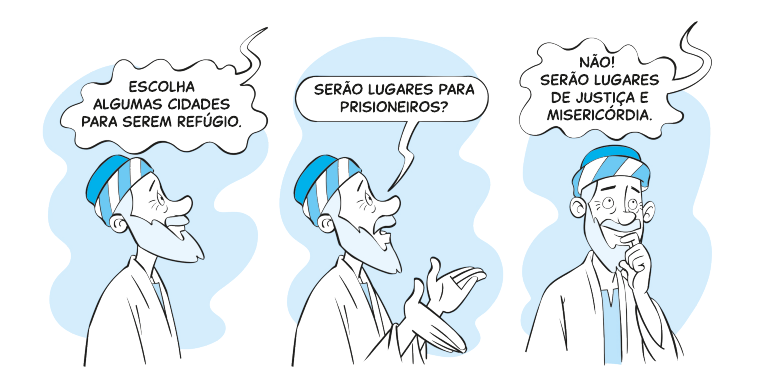 ESCOLHA
ALGUMAS CIDADES
PARA SEREM REFÚGIO.
SERÃO LUGARES PARA
PRISIONEIROS?
NÃO!
SERÃO LUGARES
DE JUSTIÇA E
MISERICÓRDIA.